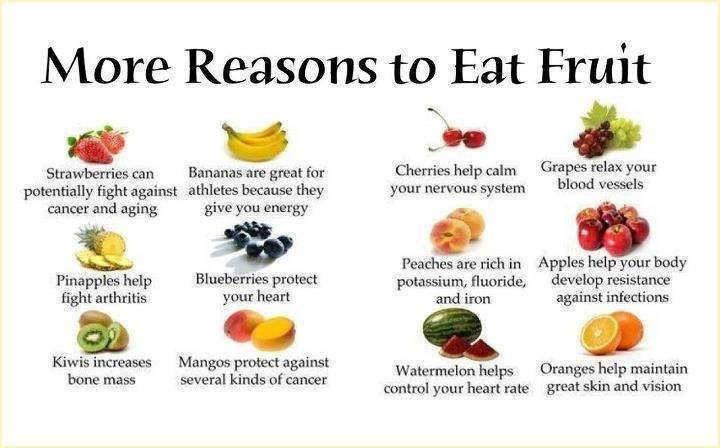 More Reasons to Eat Fruit
Strawberries can
potentially fight against
cancer and aging
Bananas are great for
athletes because they
give you energy
Cherries help calm
your nervous system
Grapes relax your
blood vessels
Pinapples help
fight arthritis
Blueberries protect
your heart
Peaches are rich in
potassium, fluoride,
and iron
Apples help your body
develop resistance
against infections
Kiwis increases
bone mass
Mangos protect against
several kinds of cancer
Watermelon helps
control your heart rate
Oranges help maintain
great skin and vision